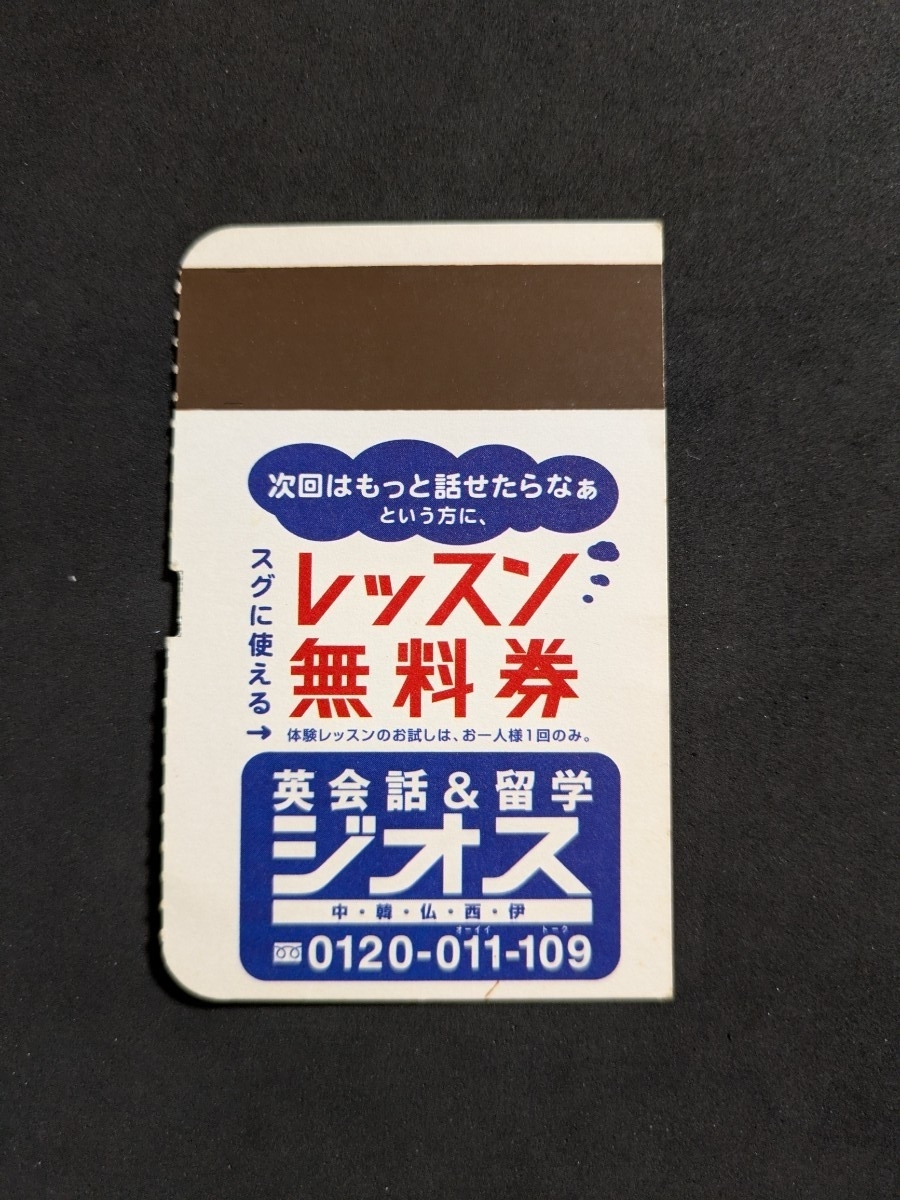 次回はもっと話せたらなぁ
という方に、
スグに使える→
レッスン
無料券
体験レッスンのお試しは、お一人様1回のみ。
英会話&留学
ジオス
中・韓・仏・西・伊
オーイイ トーク
0120-011-109